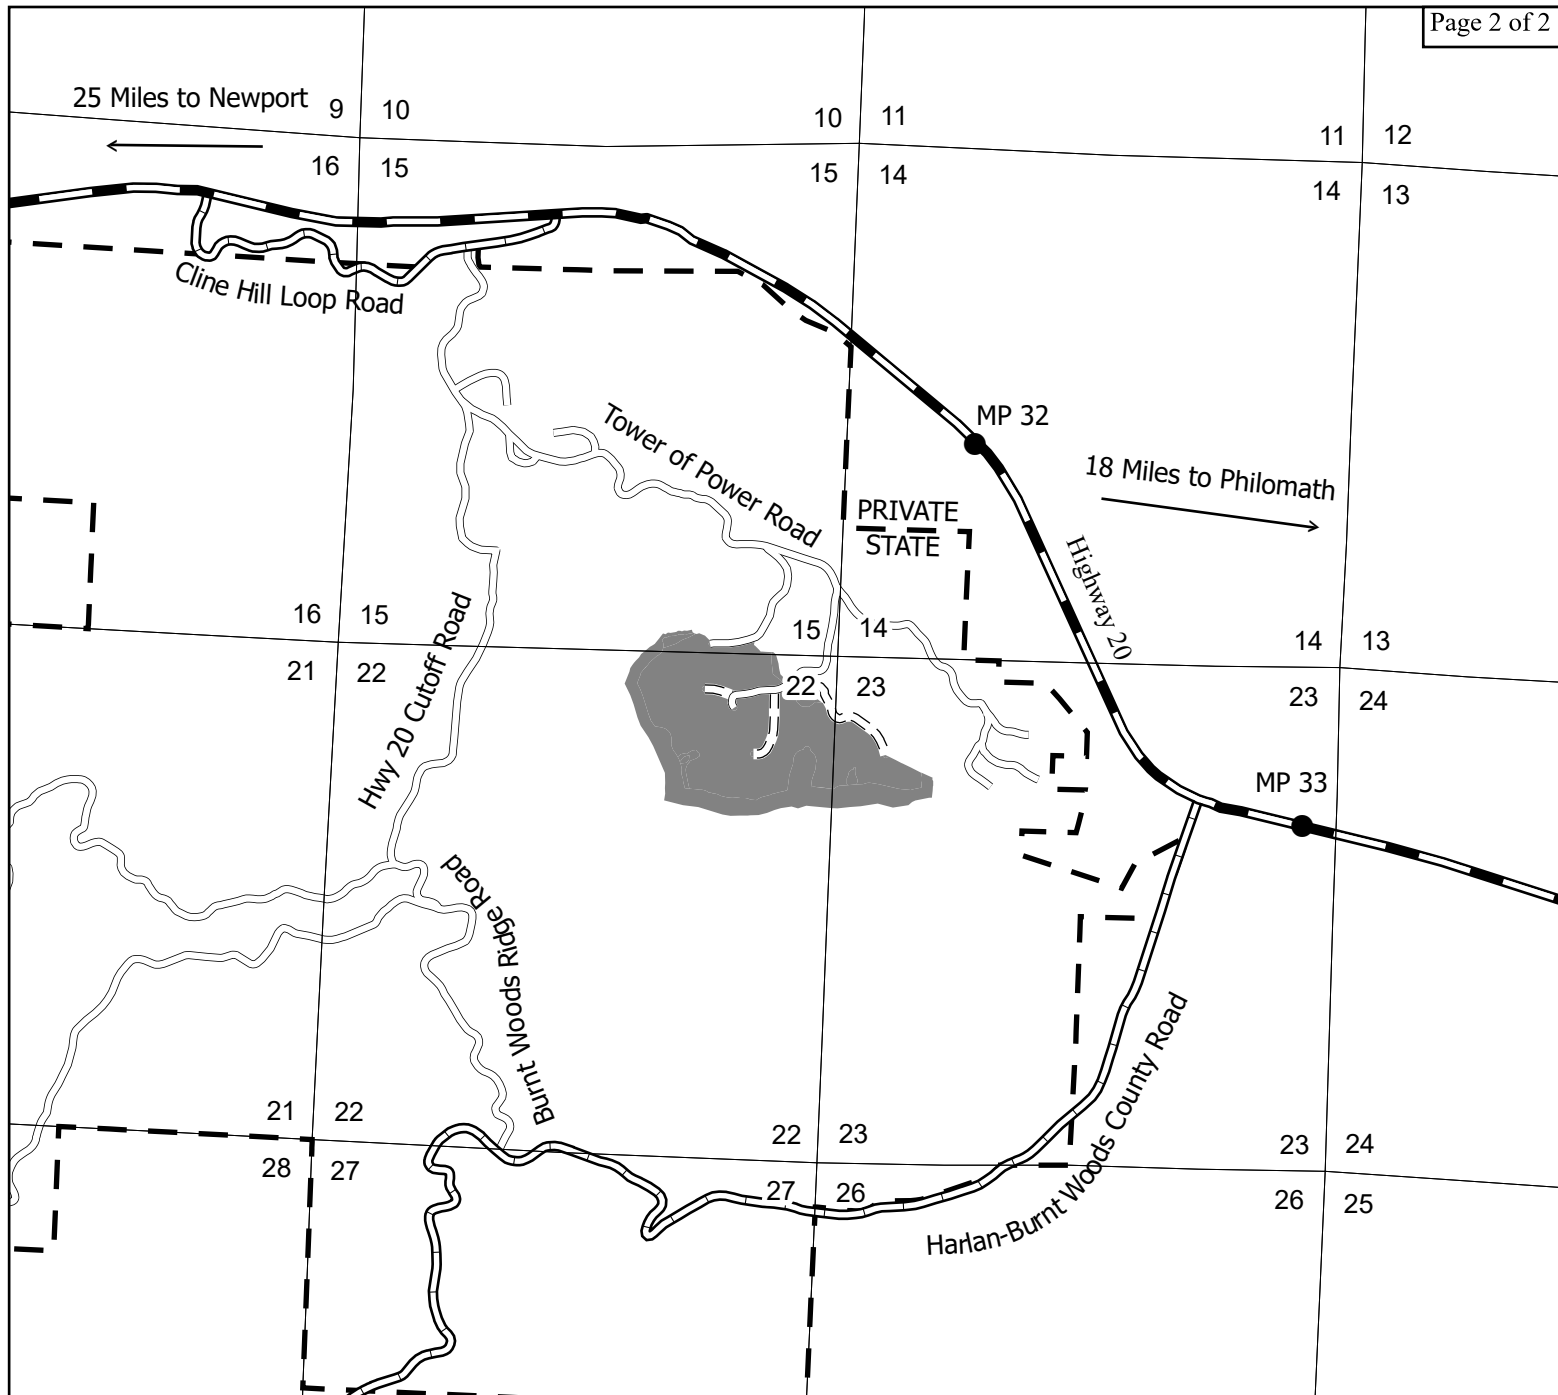 Page 2 of 2
25 Miles to Newport
9 10
10 11
11 12
16 15
15 14
14 13
Cline Hill Loop Road
MP 32
Tower of Power Road
18 Miles to Philomath
PRIVATE
STATE
Highway 20
Hwy 20 Cutoff Road
16 15
15 14
14 13
21 22
22 23
23 24
MP 33
Burnt Woods Ridge Road
Harlan-Burnt Woods County Road
21 22
22 23
23 24
28 27
27 26
26 25